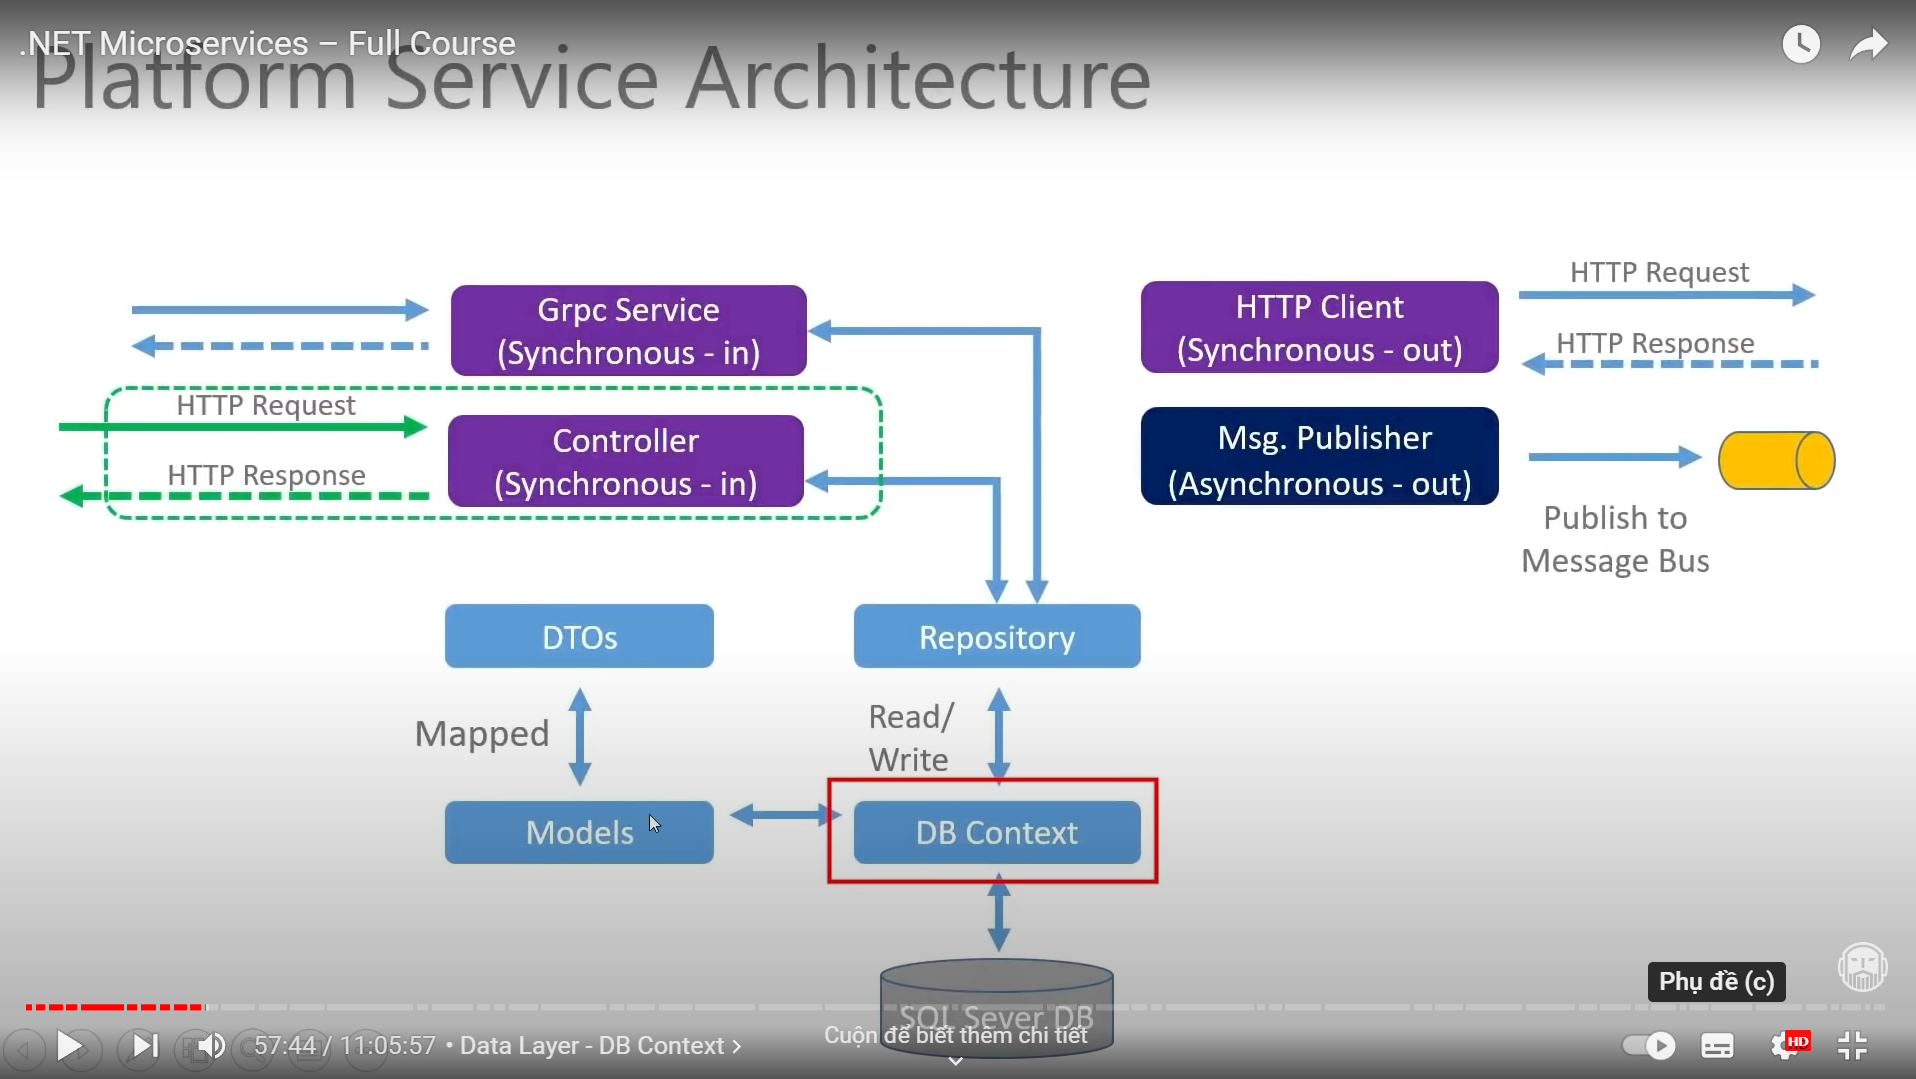 .NET Microservices – Full Course
Platform Service Architecture
Grpc Service
(Synchronous - in)
HTTP Request
HTTP Response
Controller
(Synchronous - in)
HTTP Client
(Synchronous - out)
HTTP Request
HTTP Response
Msg. Publisher
(Asynchronous - out)
Publish to
Message Bus
DTOs
Repository
Mapped
Read/
Write
Models
DB Context
SQL Sever DB
Phụ đề (c)
57:44 / 11:05:57 • Data Layer - DB Context
Cuộn để biết thêm chi tiết
HD